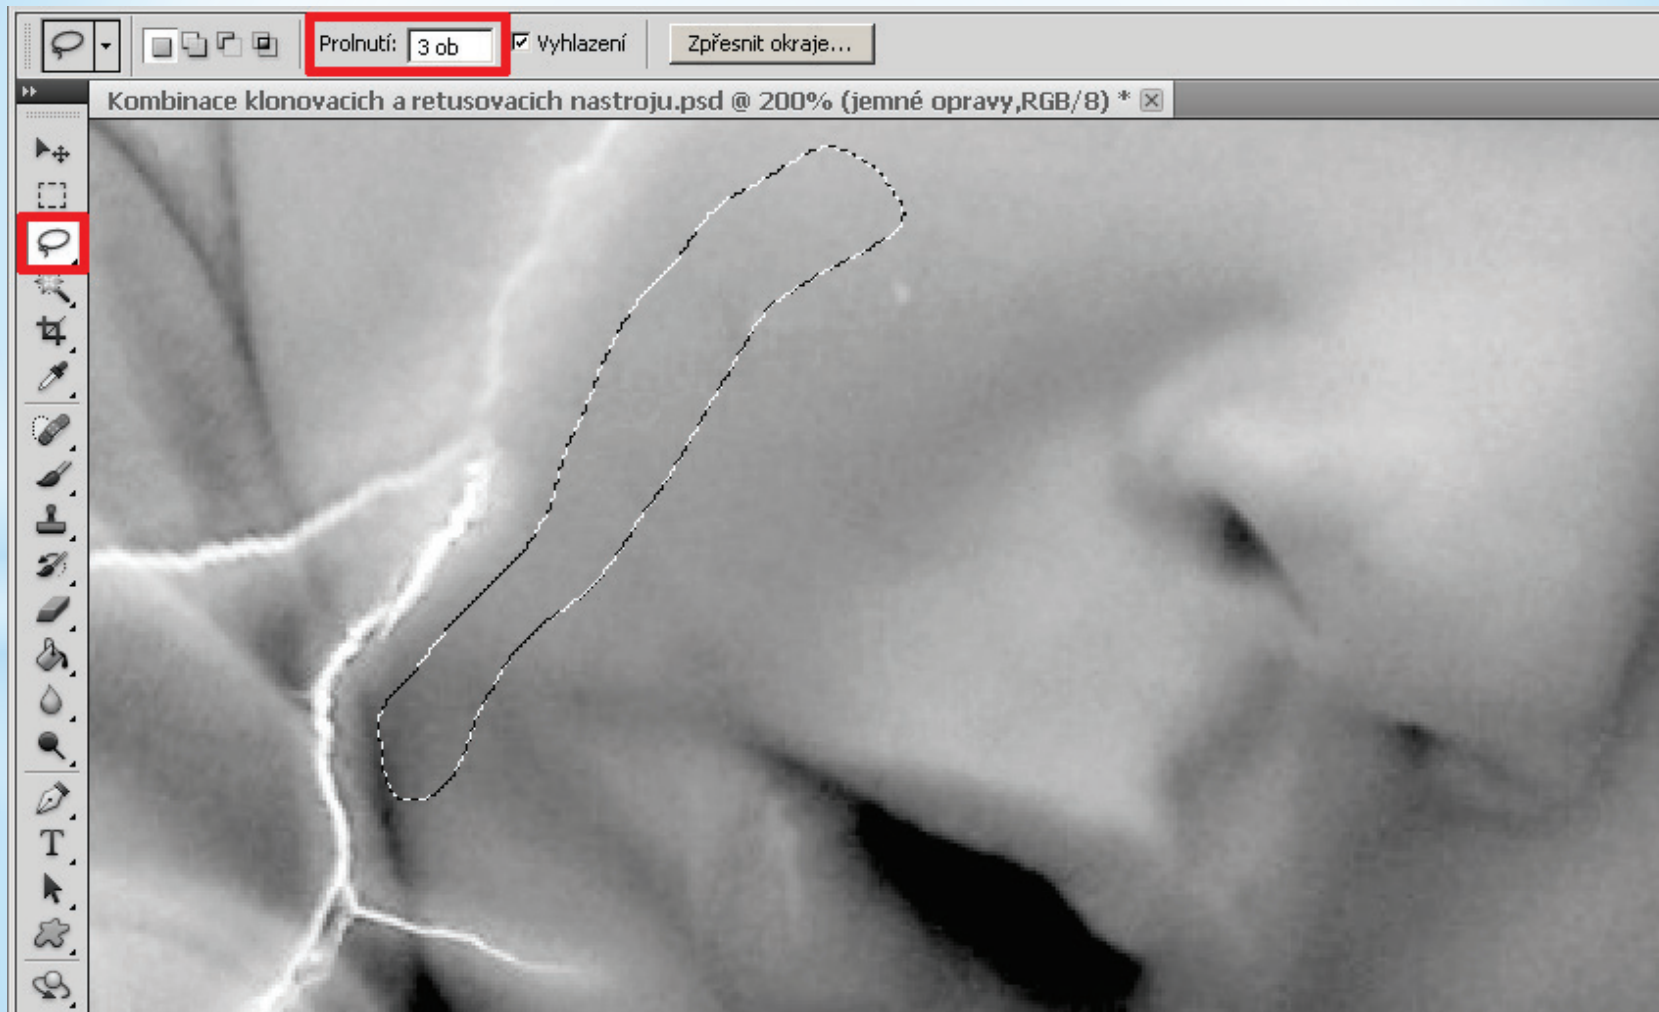 Prolnutí: 3 ob Vyhlazení Zpřesnit okraje...
Kombinace klonovacich a retusovacich nastroju.psd @ 200% (jemné opravy,RGB/8) *
T